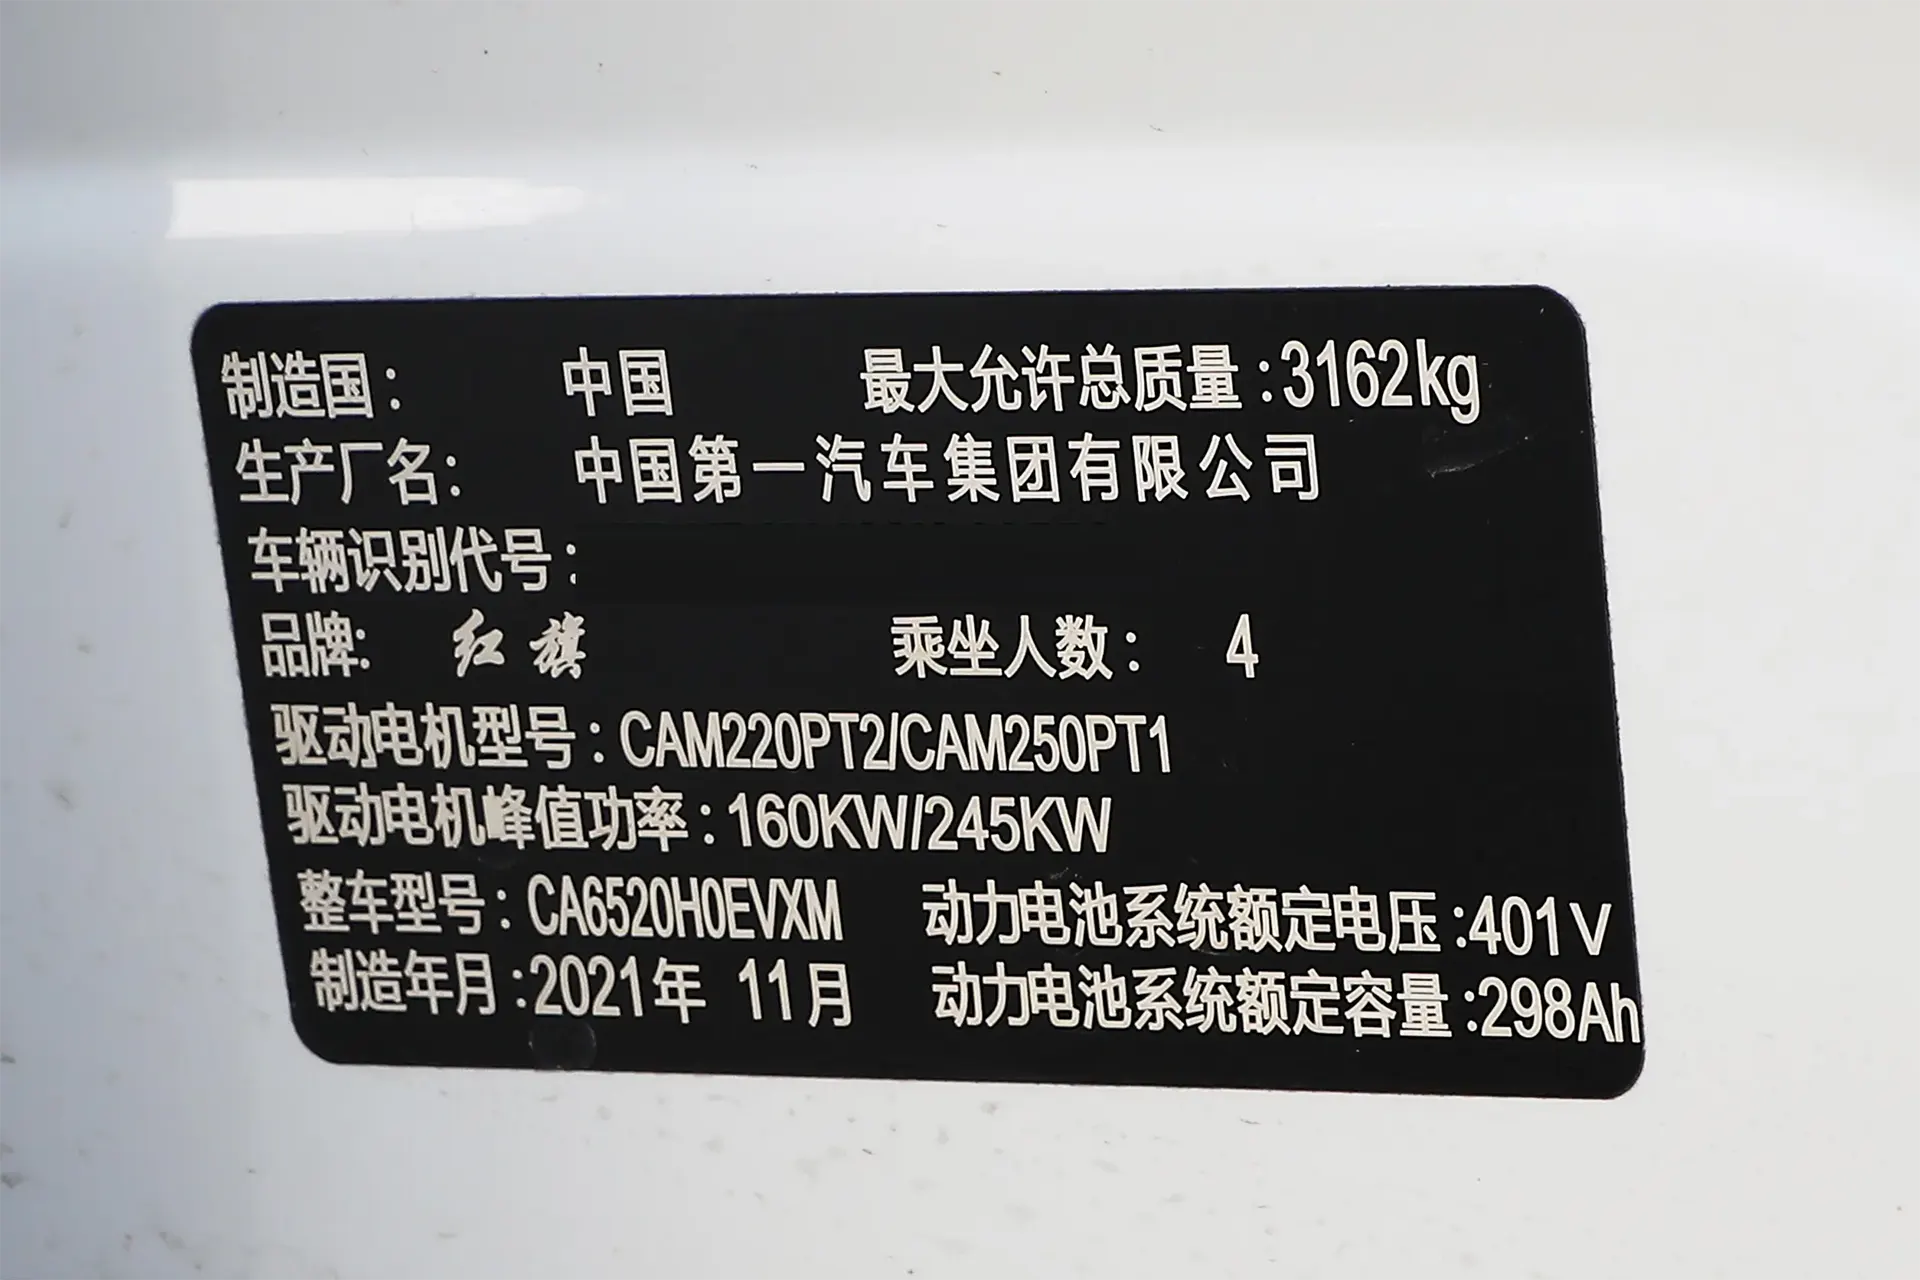 制造国： 中国 最大允许总质量：3162kg
生产厂名： 中国第一汽车集团有限公司
车辆识别代号：
品牌： 红旗 乘坐人数： 4
驱动电机型号：CAM220PT2/CAM250PT1
驱动电机峰值功率：160KW/245KW
整车型号：CA6520H0EVXM 动力电池系统额定电压：401V
制造年月：2021年 11月 动力电池系统额定容量：298Ah